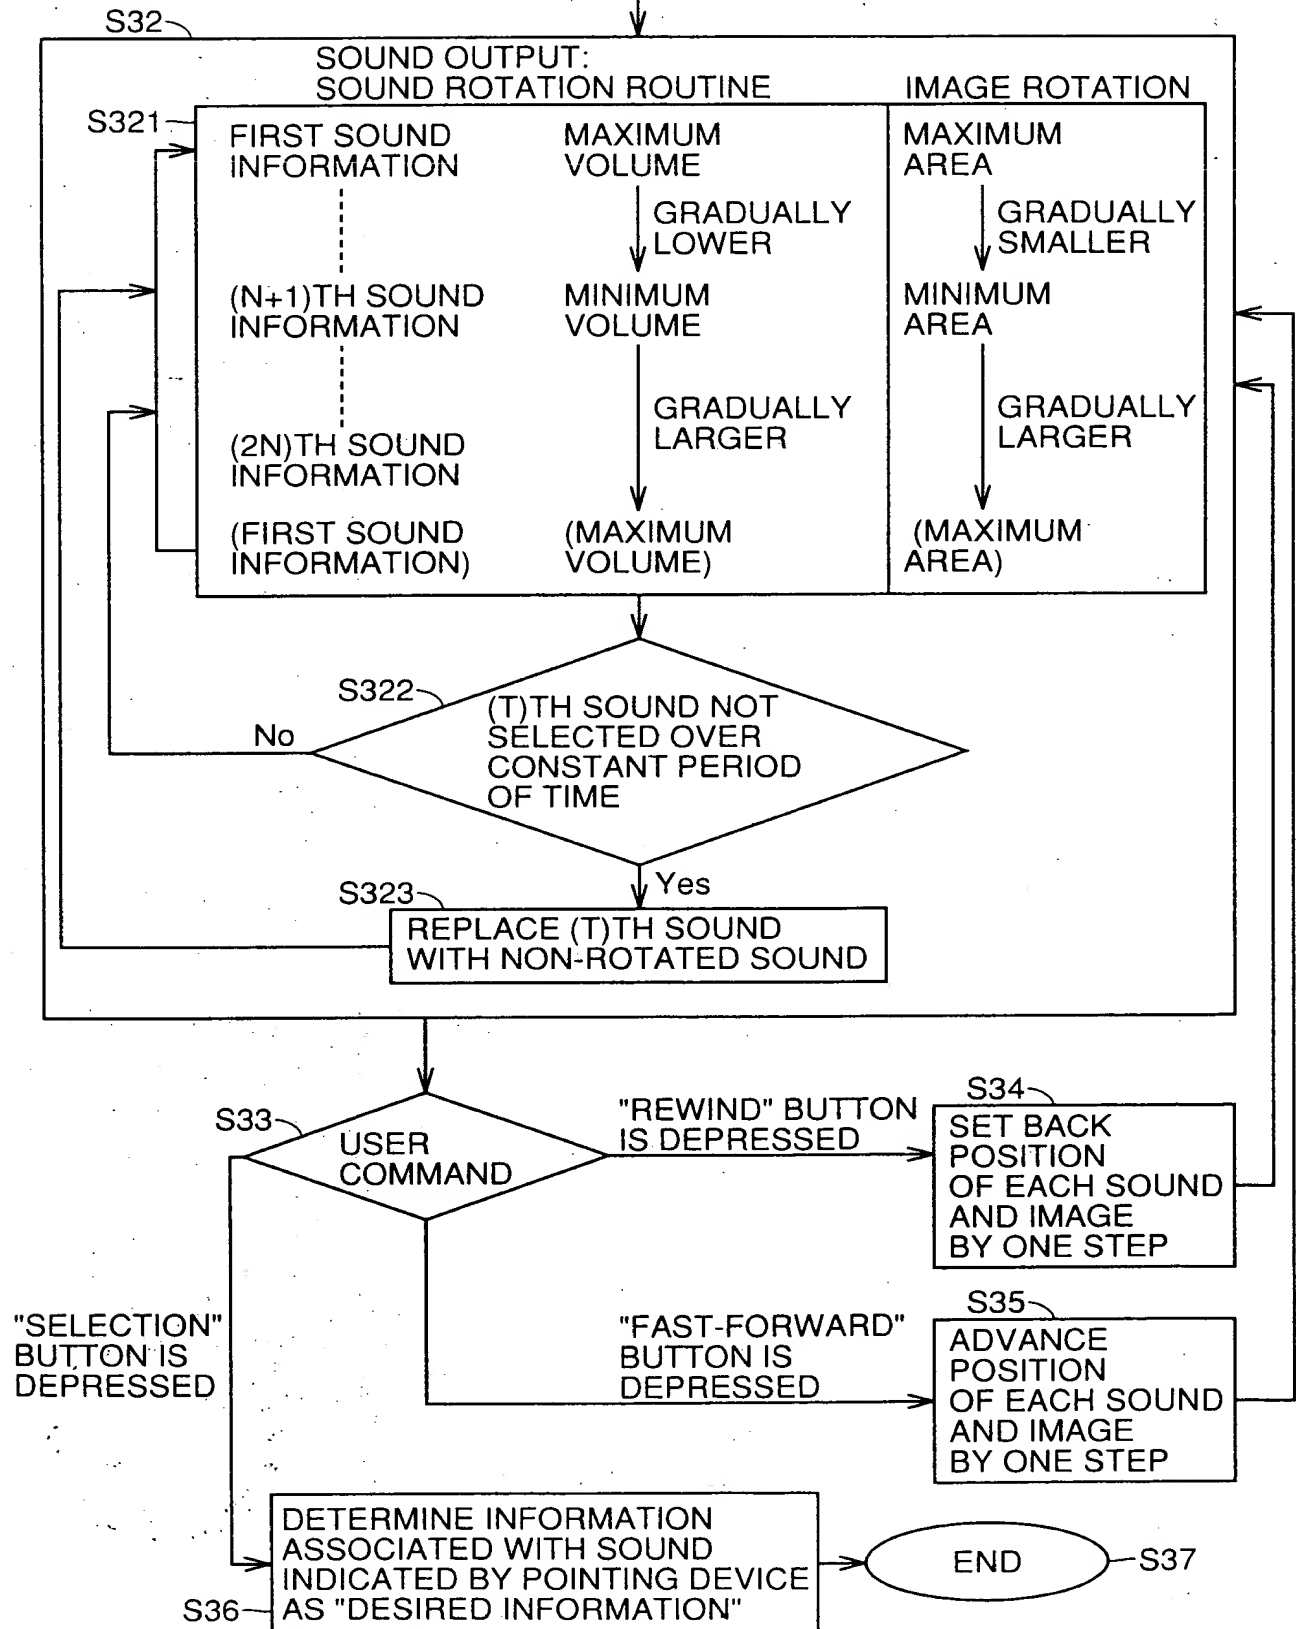 S32
SOUND OUTPUT:
SOUND ROTATION ROUTINE
IMAGE ROTATION
S321
FIRST SOUND
INFORMATION
MAXIMUM
VOLUME
MAXIMUM
AREA
GRADUALLY
LOWER
GRADUALLY
SMALLER
(N+1)TH SOUND
INFORMATION
MINIMUM
VOLUME
MINIMUM
AREA
GRADUALLY
LARGER
GRADUALLY
LARGER
(2N)TH SOUND
INFORMATION
(FIRST SOUND
INFORMATION)
(MAXIMUM
VOLUME)
(MAXIMUM
AREA)
S322
(T)TH SOUND NOT
SELECTED OVER
CONSTANT PERIOD
OF TIME
No
Yes
S323
REPLACE (T)TH SOUND
WITH NON-ROTATED SOUND
S33
USER
COMMAND
"REWIND" BUTTON
IS DEPRESSED
S34
SET BACK
POSITION
OF EACH SOUND
AND IMAGE
BY ONE STEP
"SELECTION"
BUTTON IS
DEPRESSED
"FAST-FORWARD"
BUTTON IS
DEPRESSED
S35
ADVANCE
POSITION
OF EACH SOUND
AND IMAGE
BY ONE STEP
DETERMINE INFORMATION
ASSOCIATED WITH SOUND
INDICATED BY POINTING DEVICE
AS "DESIRED INFORMATION"
S36
END
S37